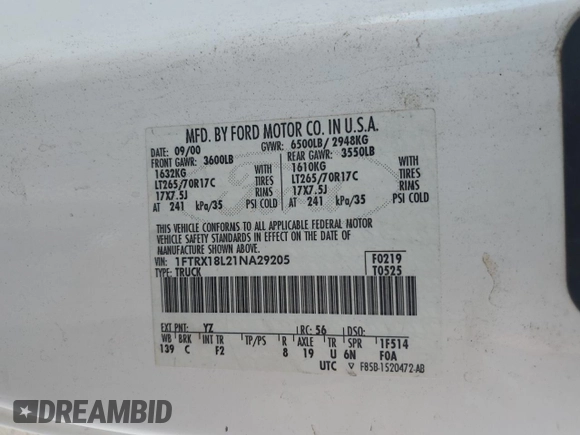 MFD. BY FORD MOTOR CO. IN U.S.A.
DATE: 09/00 GVWR: 6500LB/ 2948KG
FRONT GAWR: 3600LB REAR GAWR: 3550LB
1632KG WITH 1610KG WITH
LT265/70R17C TIRES LT265/70R17C TIRES
17X7.5J RIMS 17X7.5J RIMS
AT 241 kPa/35 PSI COLD AT 241 kPa/35 PSI COLD
THIS VEHICLE CONFORMS TO ALL APPLICABLE FEDERAL MOTOR
VEHICLE SAFETY STANDARDS IN EFFECT ON THE DATE OF
MANUFACTURE SHOWN ABOVE.
VIN: 1FTRX18L21NA29205 F0219
TYPE: TRUCK T0525
EXT PNT: YZ RC: 56 DSO:
WB BRK INT TR TP/PS R AXLE TR SPR 1F514
139 C F2 8 19 U 6N F0A
UTC ▽ F85B-1520472-AB
DREAMBID DREAMBID.COM